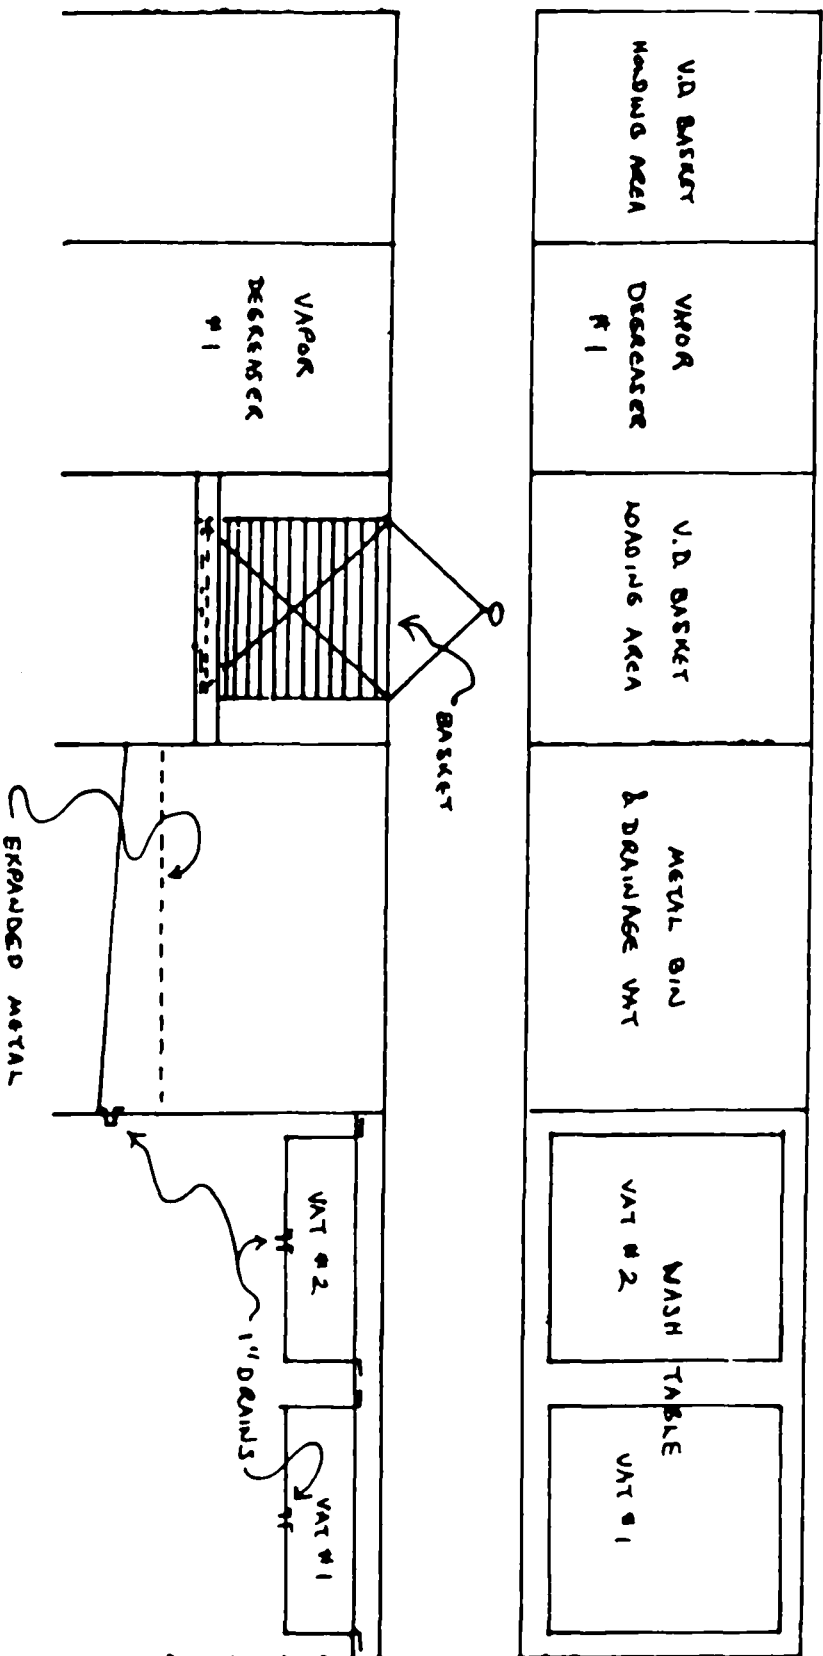 V.D. BASKET
HOLDING AREA
VAPOR
DEGREASER
#1
V.D. BASKET
LOADING AREA
METAL BIN
& DRAINAGE VAT
WASH TABLE
VAT #2
VAT #1
VAPOR
DEGREASER
#1
BASKET
EXPANDED METAL
VAT #2
1" DRAINS
VAT #1